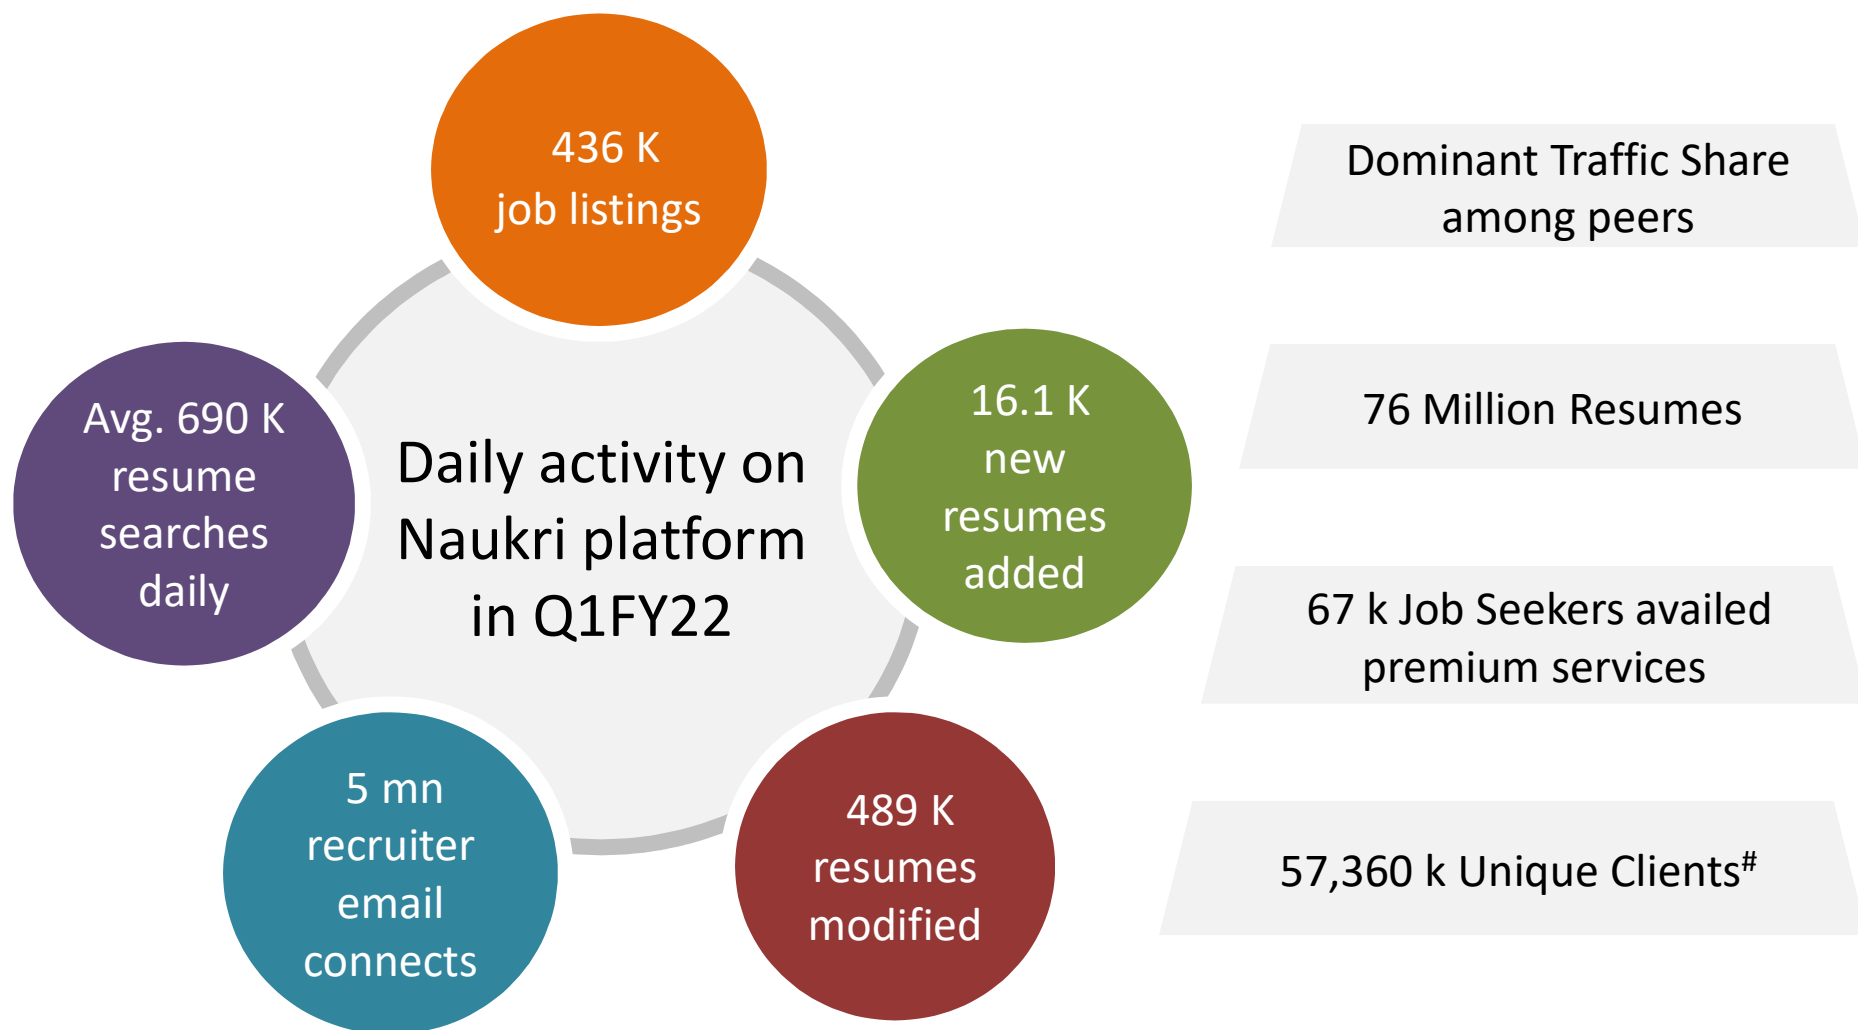 436 K
job listings
Avg. 690 K
resume
searches
daily
Daily activity on
Naukri platform
in Q1FY22
16.1 K
new
resumes
added
5 mn
recruiter
email
connects
489 K
resumes
modified
Dominant Traffic Share
among peers
76 Million Resumes
67 k Job Seekers availed
premium services
57,360 k Unique Clients#